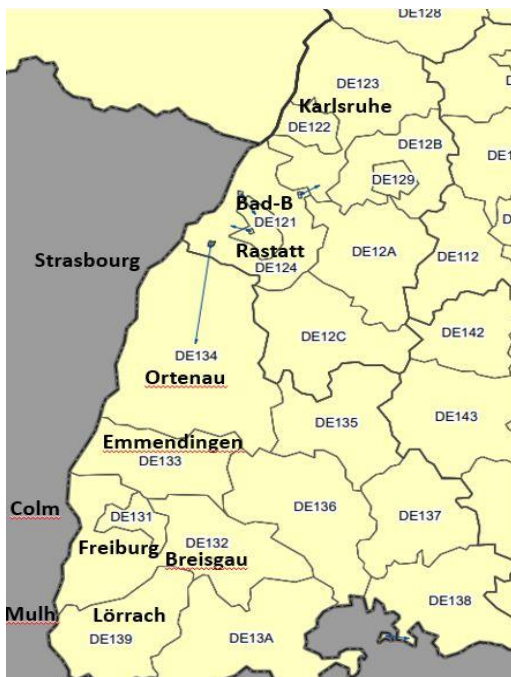 DE128
DE123
Karlsruhe
DE122
DE12B
DE1
DE129
Bad-B
DE121
Strasbourg
Rastatt
DE12A
DE112
DE124
DE12C
DE142
DE134
Ortenau
DE135
DE143
Emmendingen
DE133
Colm
DE131
DE136
DE137
Freiburg
DE132
Breisgau
DE138
Mulh
Lörrach
DE139
DE13A